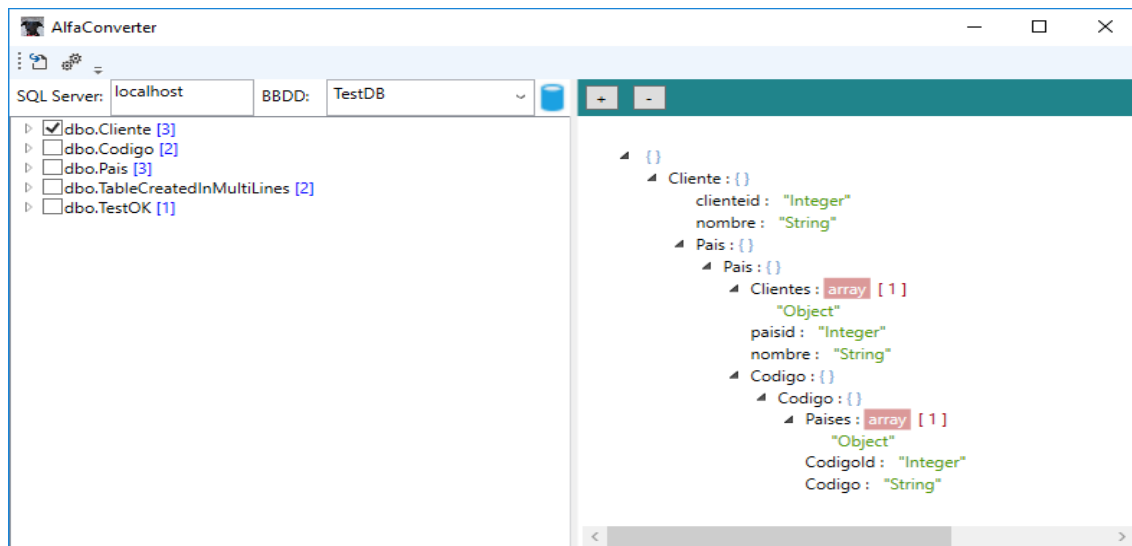 AlfaConverter
SQL Server: localhost BBDD: TestDB
+ -
dbo.Cliente [3]
dbo.Codigo [2]
dbo.Pais [3]
dbo.TableCreatedInMultiLines [2]
dbo.TestOK [1]
{}
Cliente : {}
clienteid : "Integer"
nombre : "String"
Pais : {}
Pais : {}
Clientes : array [ 1 ]
"Object"
paisid : "Integer"
nombre : "String"
Codigo : {}
Codigo : {}
Paises : array [ 1 ]
"Object"
CodigoId : "Integer"
Codigo : "String"